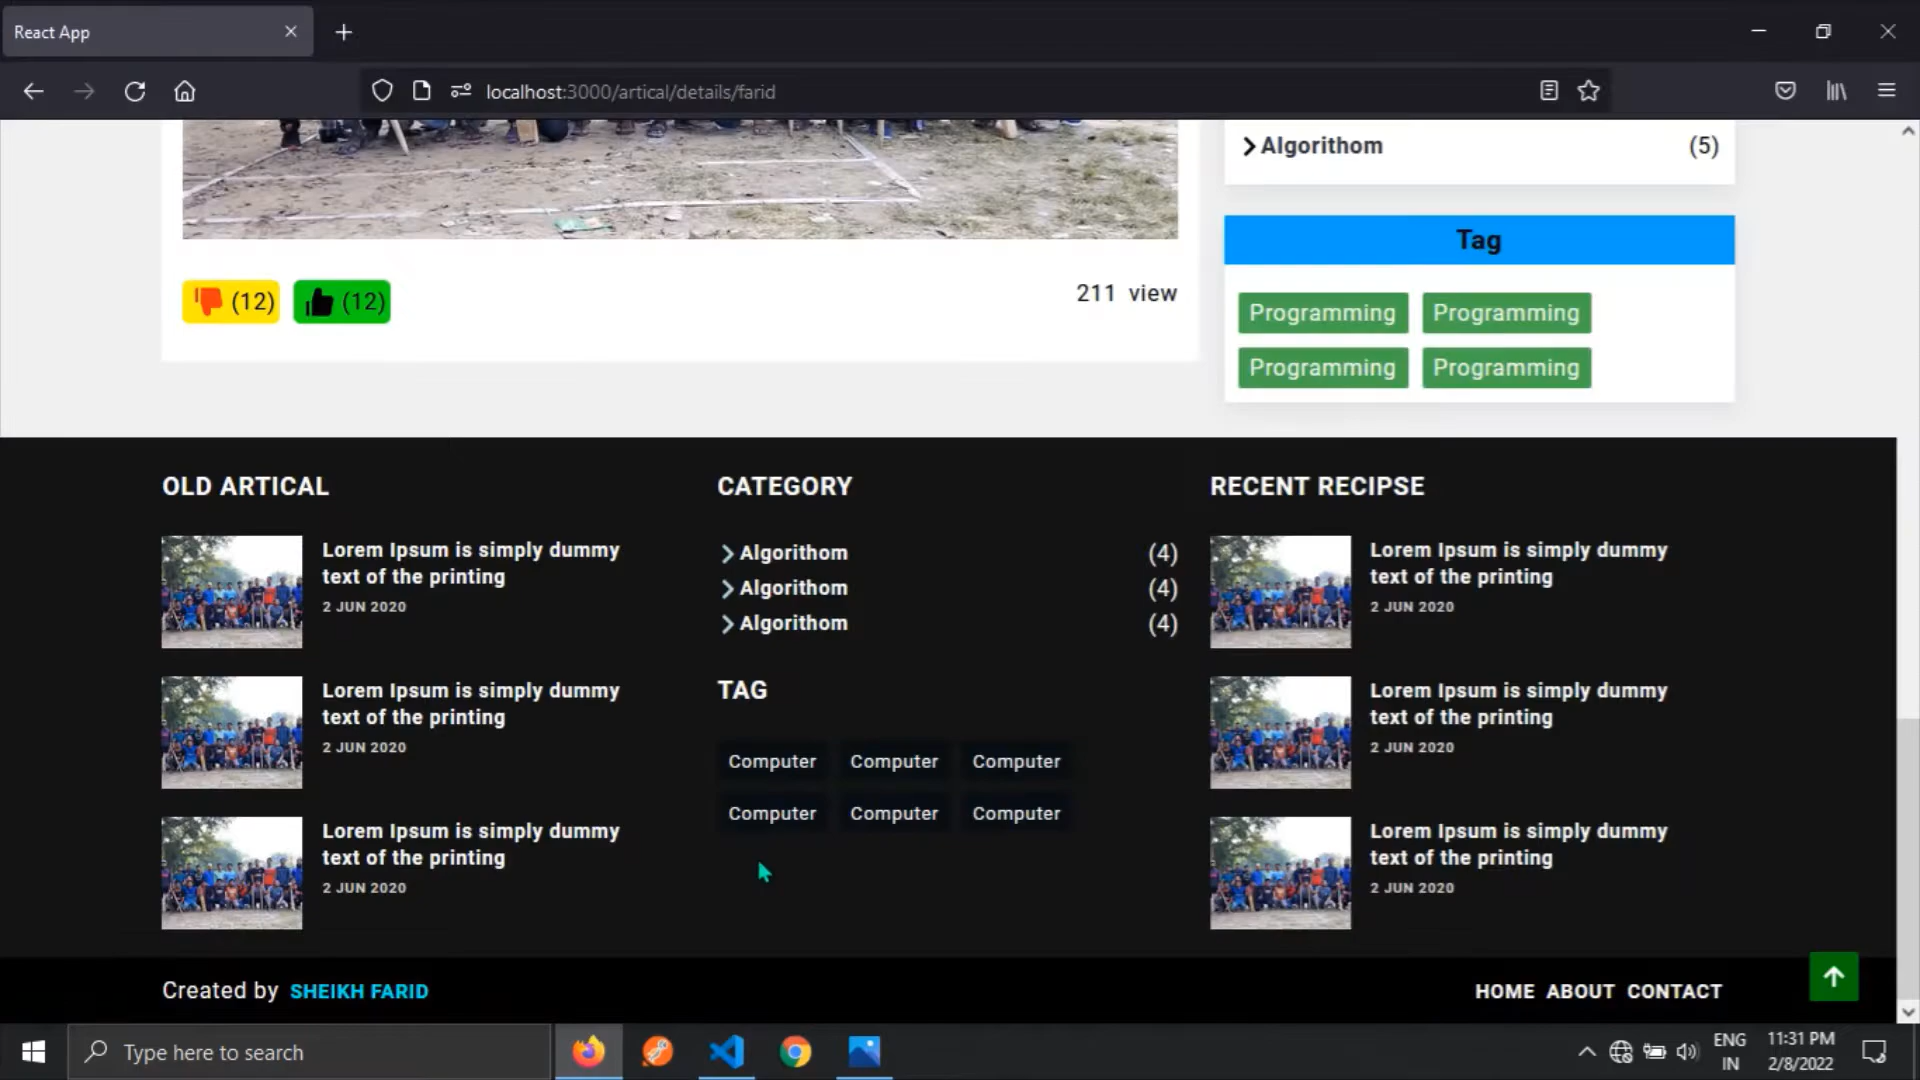 React App
localhost:3000/artical/details/farid
Algorithom (5)
Tag
Programming Programming
Programming Programming
(12) (12)
211 view
OLD ARTICAL
Lorem Ipsum is simply dummy
text of the printing
2 JUN 2020
Lorem Ipsum is simply dummy
text of the printing
2 JUN 2020
Lorem Ipsum is simply dummy
text of the printing
2 JUN 2020
CATEGORY
Algorithom (4)
Algorithom (4)
Algorithom (4)
TAG
Computer Computer Computer
Computer Computer Computer
RECENT RECIPSE
Lorem Ipsum is simply dummy
text of the printing
2 JUN 2020
Lorem Ipsum is simply dummy
text of the printing
2 JUN 2020
Lorem Ipsum is simply dummy
text of the printing
2 JUN 2020
Created by SHEIKH FARID
HOME ABOUT CONTACT
Type here to search
ENG
IN
11:31 PM
2/8/2022